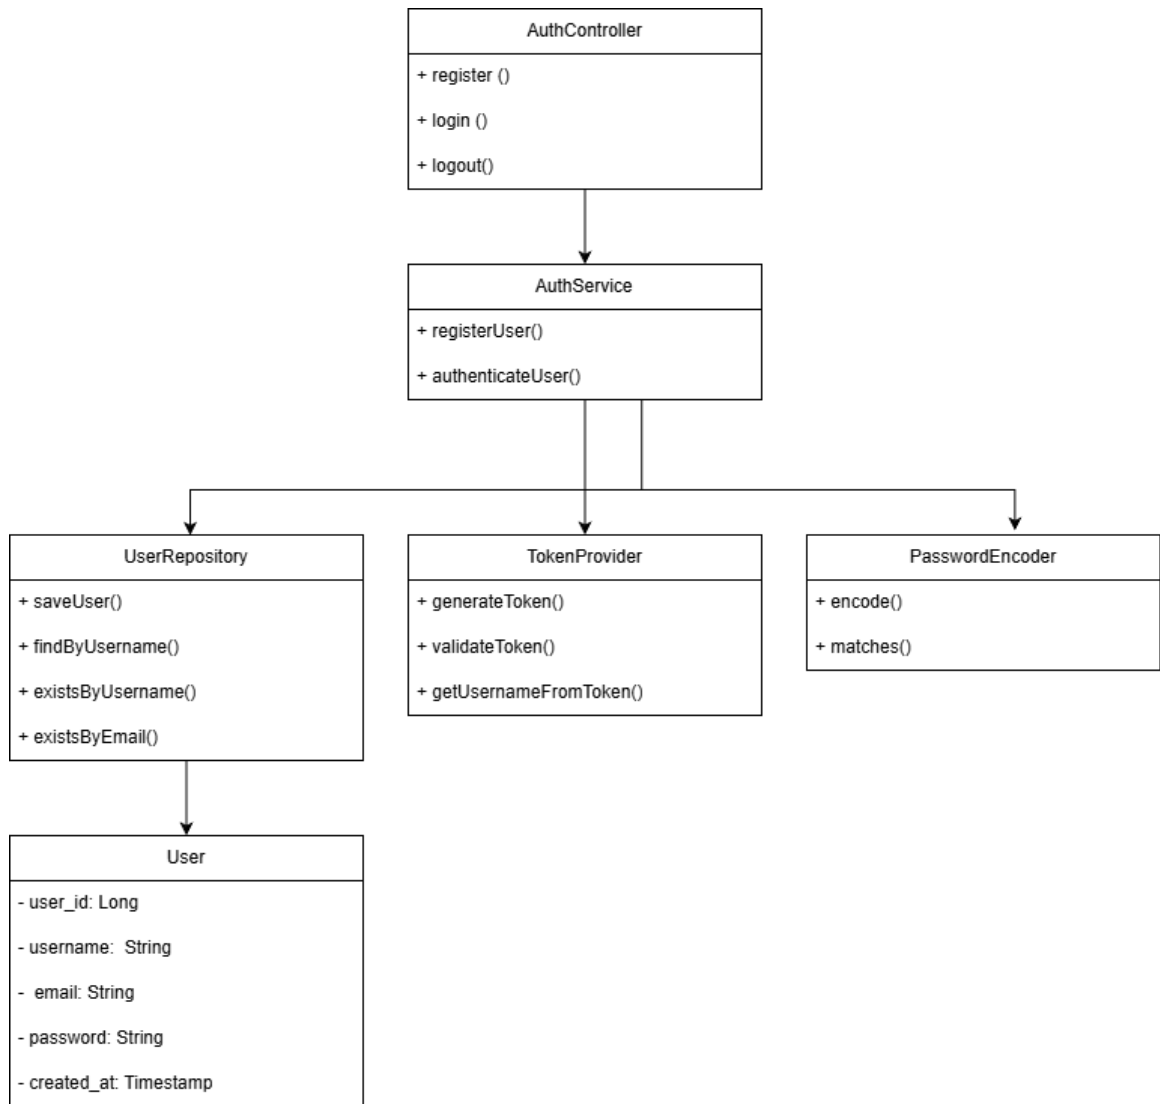 AuthController
+ register ()
+ login ()
+ logout()
AuthService
+ registerUser()
+ authenticateUser()
UserRepository
+ saveUser()
+ findByUsername()
+ existsByUsername()
+ existsByEmail()
TokenProvider
+ generateToken()
+ validateToken()
+ getUsernameFromToken()
PasswordEncoder
+ encode()
+ matches()
User
- user_id: Long
- username:  String
-  email: String
- password: String
- created_at: Timestamp